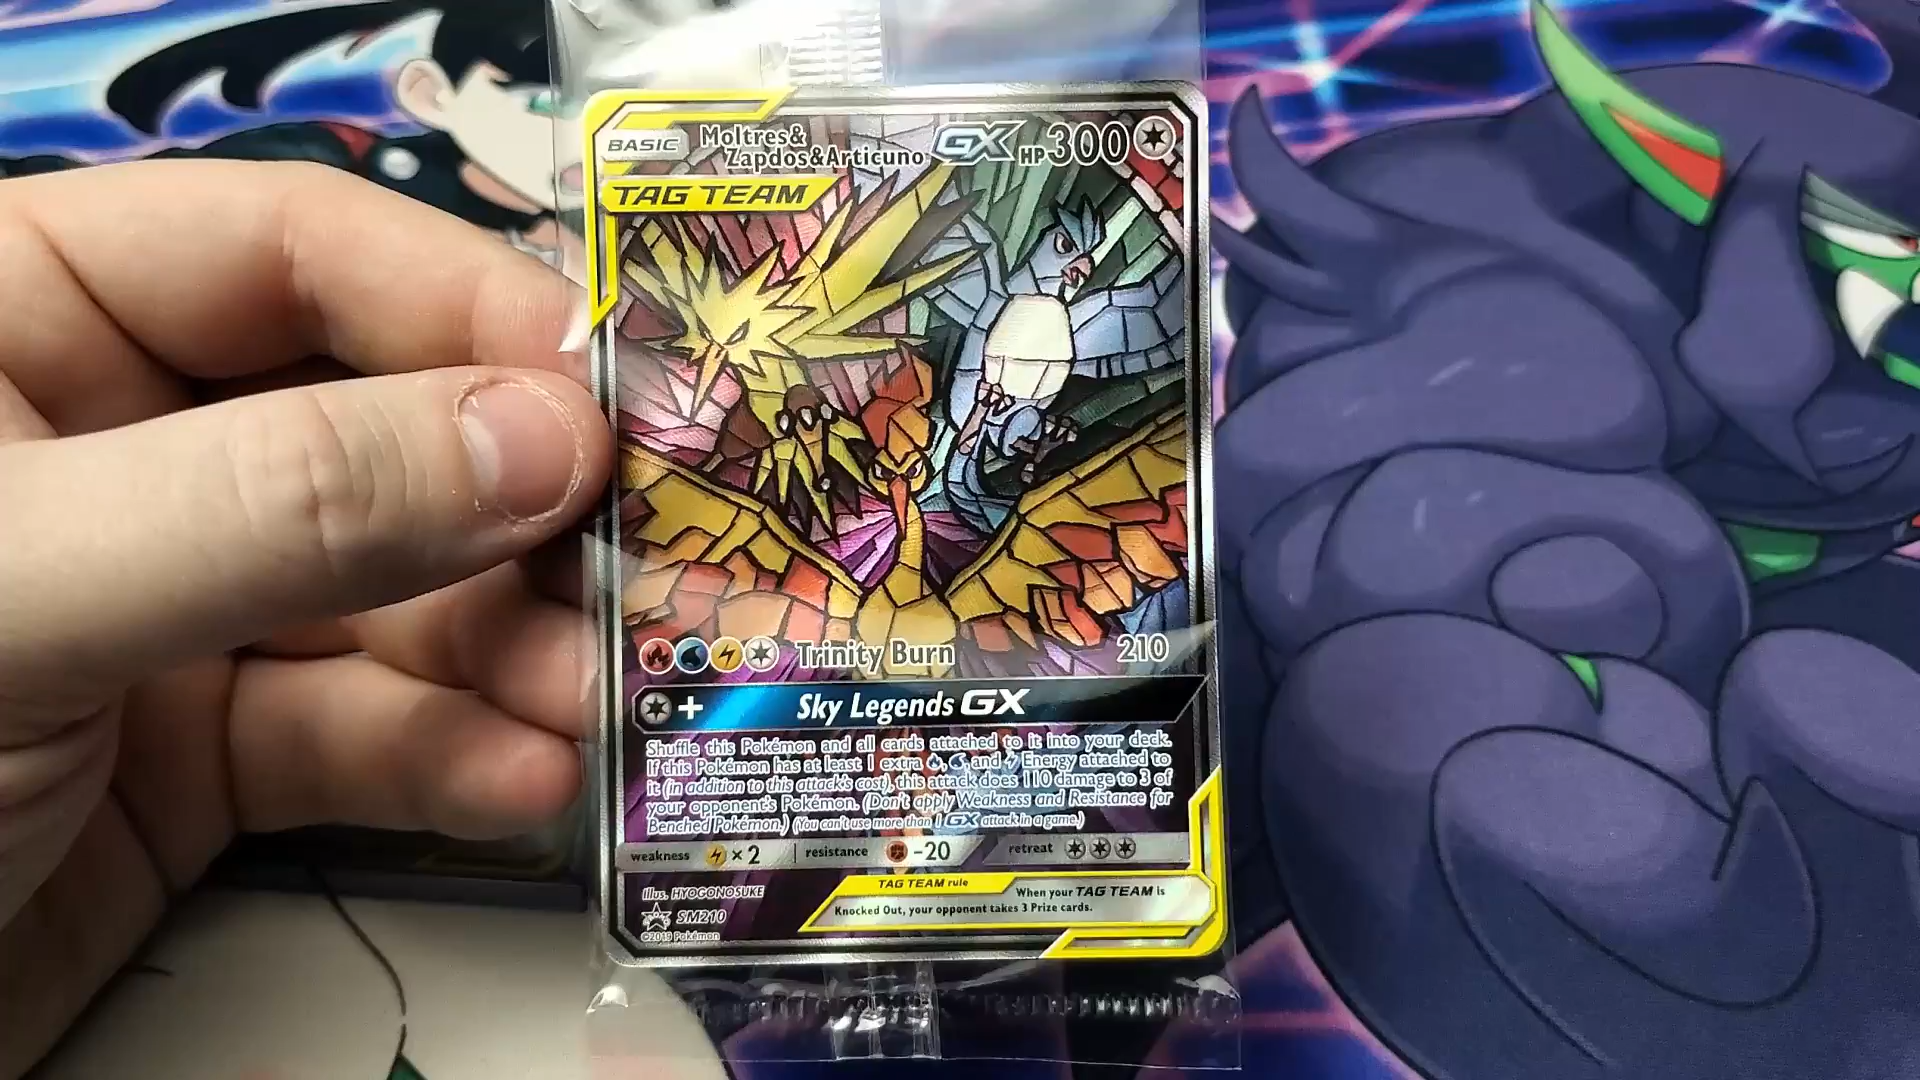 BASIC Moltres& Zapdos&Articuno GX HP300
TAG TEAM
Trinity Burn 210
+ Sky Legends GX
Shuffle this Pokémon and all cards attached to it into your deck.
If this Pokémon has at least 1 extra , , and Energy attached to
it (in addition to this attack's cost), this attack does 110 damage to 3 of
your opponent's Pokémon. (Don't apply Weakness and Resistance for
Benched Pokémon.) (You can't use more than 1 GX attack in a game.)
weakness ×2 resistance -20 retreat
Illus. HYOGONOSUKE
SM210
©2019 Pokémon
TAG TEAM rule
When your TAG TEAM is
Knocked Out, your opponent takes 3 Prize cards.